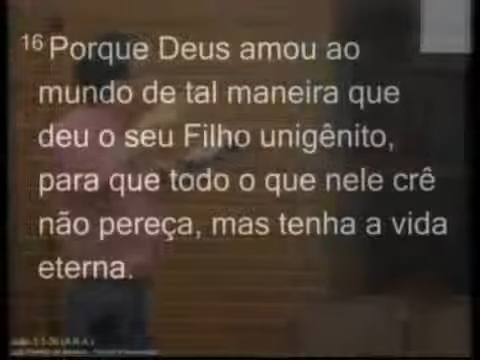 16 Porque Deus amou ao
mundo de tal maneira que
deu o seu Filho unigênito,
para que todo o que nele crê
não pereça, mas tenha a vida
eterna.